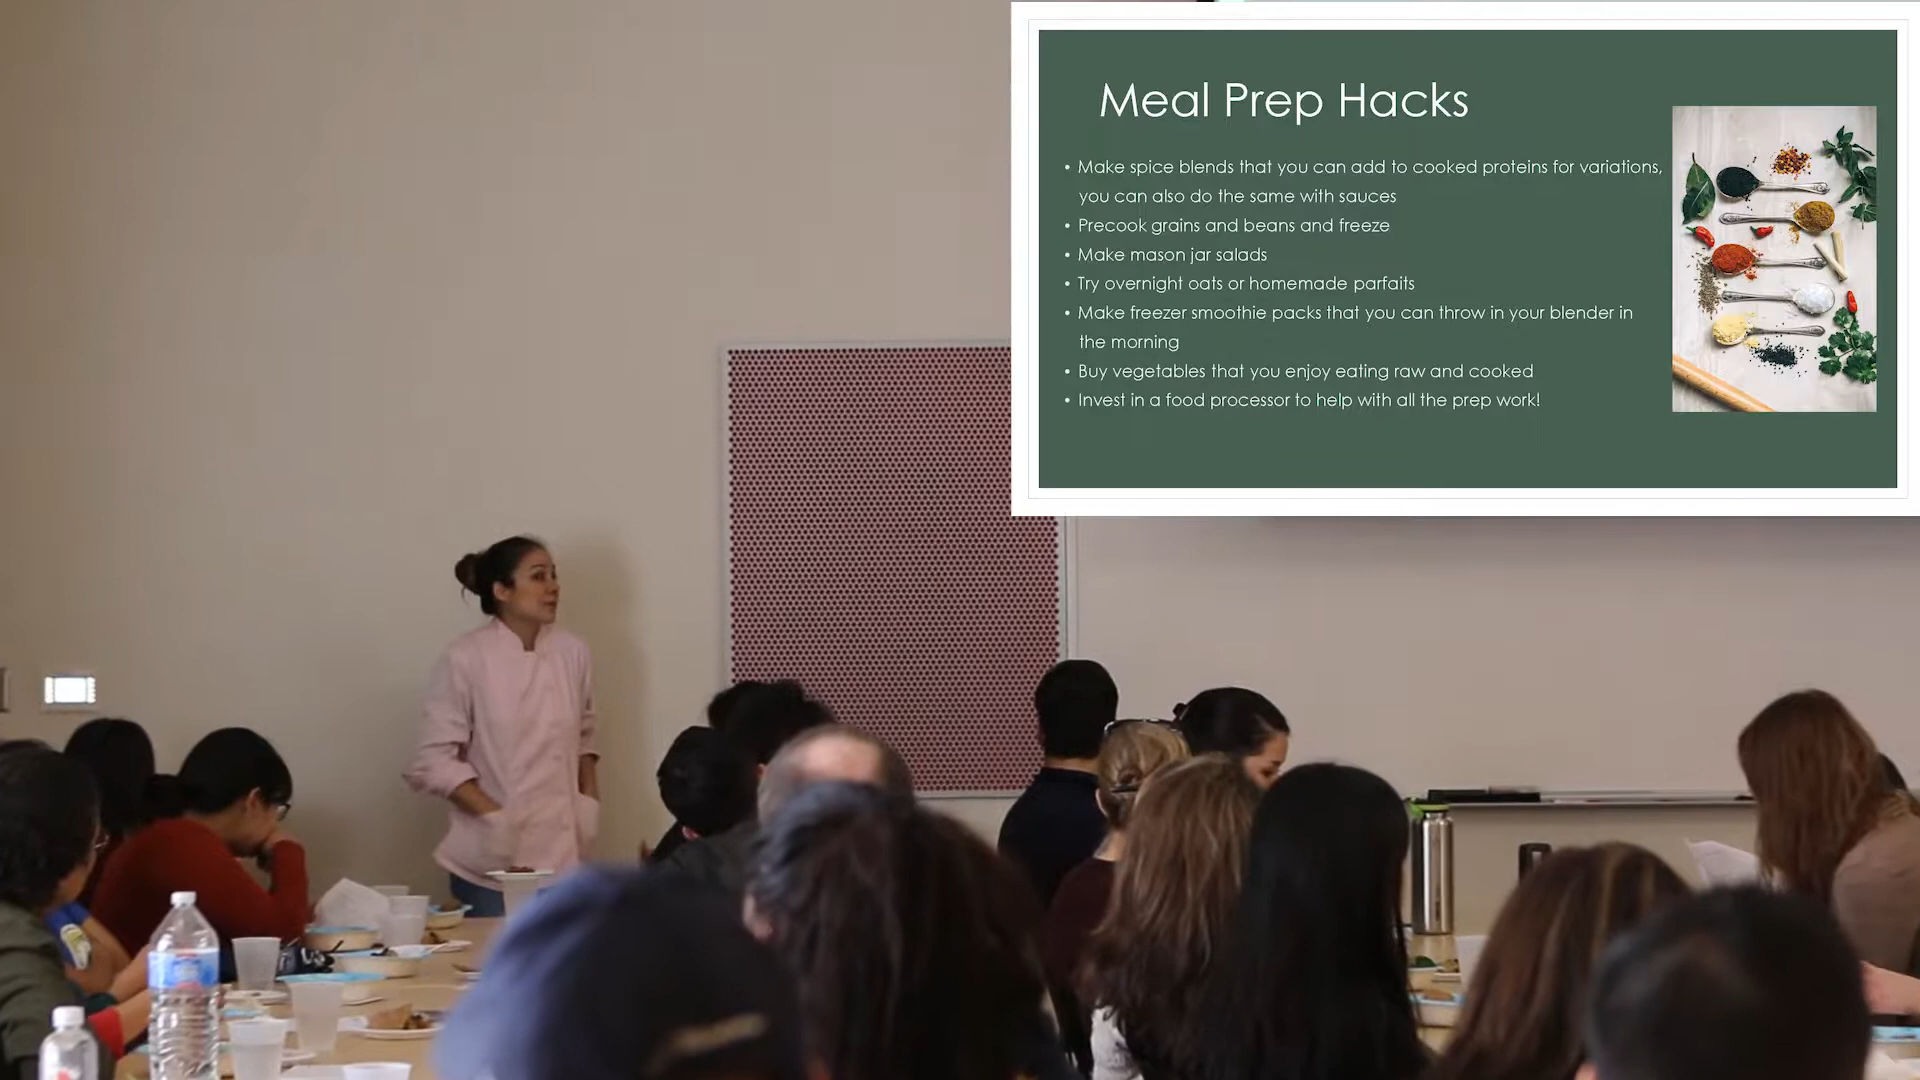 Meal Prep Hacks
• Make spice blends that you can add to cooked proteins for variations,
you can also do the same with sauces
• Precook grains and beans and freeze
• Make mason jar salads
• Try overnight oats or homemade parfaits
• Make freezer smoothie packs that you can throw in your blender in
the morning
• Buy vegetables that you enjoy eating raw and cooked
• Invest in a food processor to help with all the prep work!